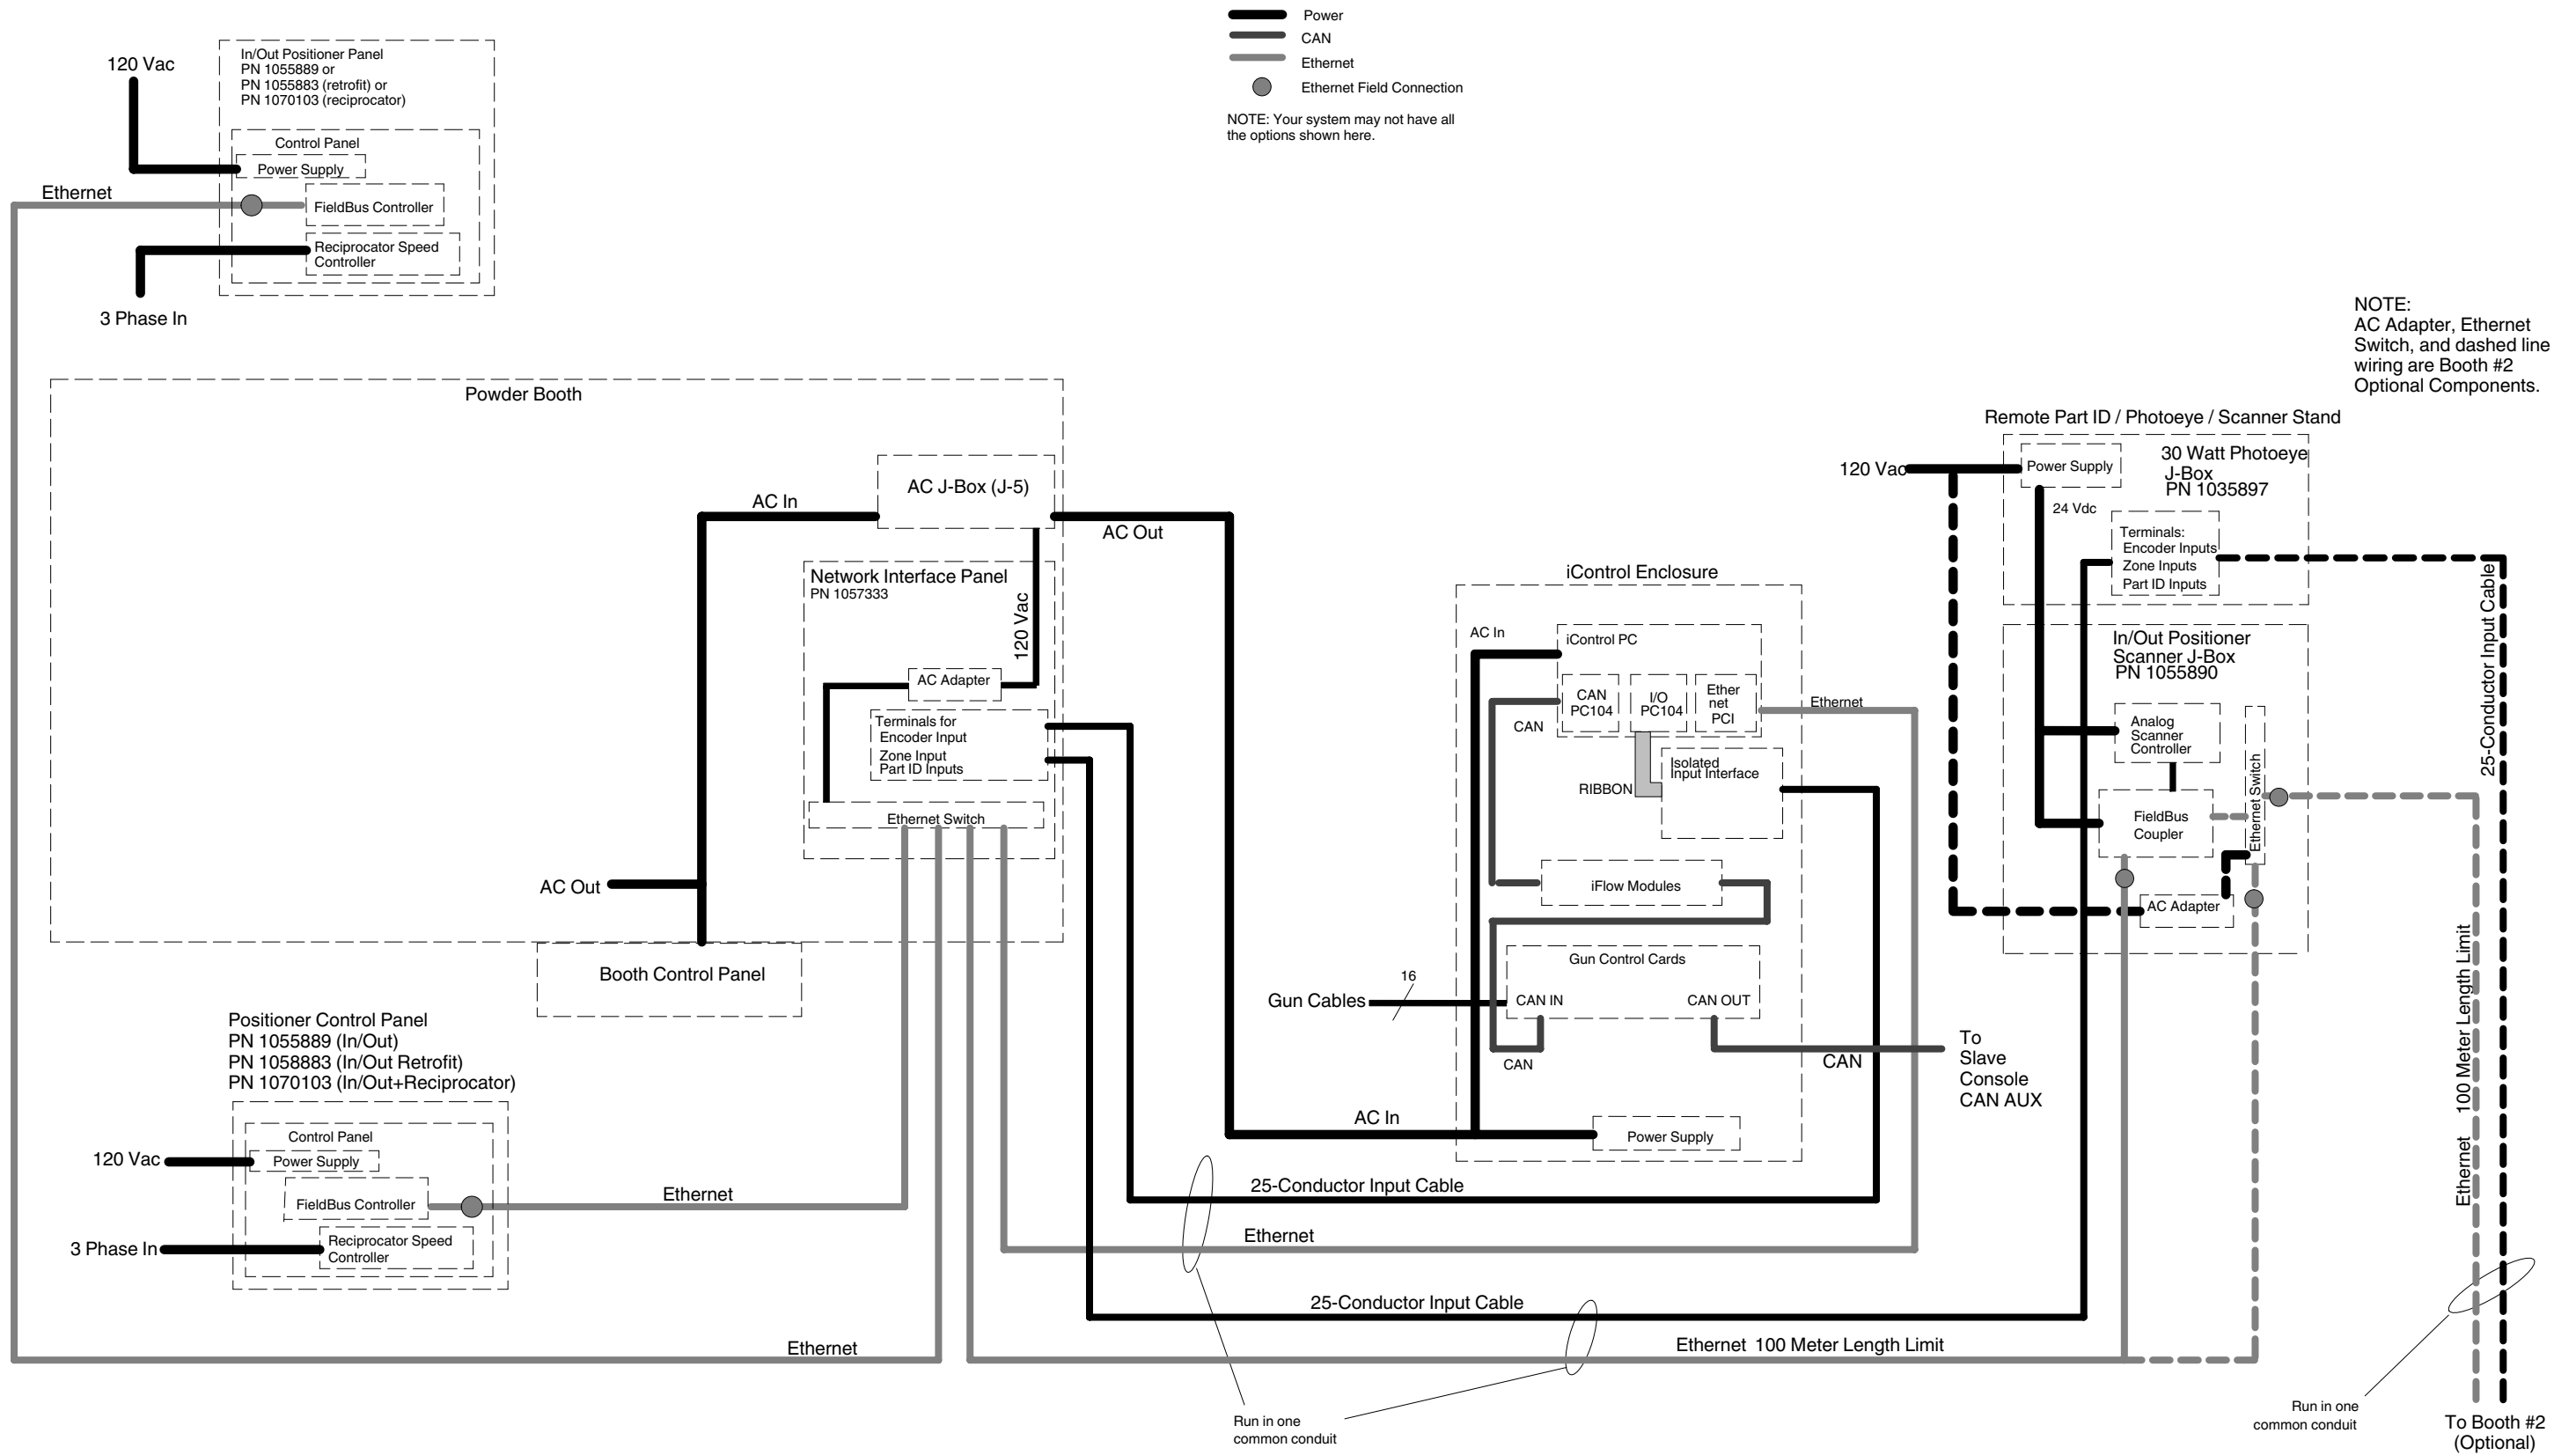 Power
CAN
Ethernet
Ethernet Field Connection
NOTE: Your system may not have all
the options shown here.
120 Vac
In/Out Positioner Panel
PN 1055889 or
PN 1055883 (retrofit) or
PN 1070103 (reciprocator)
Control Panel
Power Supply
Ethernet
FieldBus Controller
Reciprocator Speed
Controller
3 Phase In
NOTE:
AC Adapter, Ethernet
Switch, and dashed line
wiring are Booth #2
Optional Components.
Powder Booth
AC J-Box (J-5)
AC In
AC Out
Network Interface Panel
PN 1057333
120 Vac
AC Adapter
Terminals for
Encoder Input
Zone Input
Part ID Inputs
Ethernet Switch
AC Out
Booth Control Panel
Positioner Control Panel
PN 1055889 (In/Out)
PN 1058883 (In/Out Retrofit)
PN 1070103 (In/Out+Reciprocator)
Control Panel
120 Vac
Power Supply
FieldBus Controller
Ethernet
3 Phase In
Reciprocator Speed
Controller
Ethernet
iControl Enclosure
AC In
iControl PC
CAN
PC104
I/O
PC104
Ether
net
PCI
Ethernet
CAN
RIBBON
Isolated
Input Interface
iFlow Modules
Gun Control Cards
16
Gun Cables
CAN IN
CAN OUT
CAN
CAN
To
Slave
Console
CAN AUX
AC In
Power Supply
25-Conductor Input Cable
Ethernet
25-Conductor Input Cable
Ethernet 100 Meter Length Limit
Run in one
common conduit
Remote Part ID / Photoeye / Scanner Stand
120 Vac
Power Supply
30 Watt Photoeye
J-Box
PN 1035897
24 Vdc
Terminals:
Encoder Inputs
Zone Inputs
Part ID Inputs
In/Out Positioner
Scanner J-Box
PN 1055890
Analog
Scanner
Controller
FieldBus
Coupler
Ethernet Switch
AC Adapter
25-Conductor Input Cable
Ethernet 100 Meter Length Limit
Run in one
common conduit
To Booth #2
(Optional)